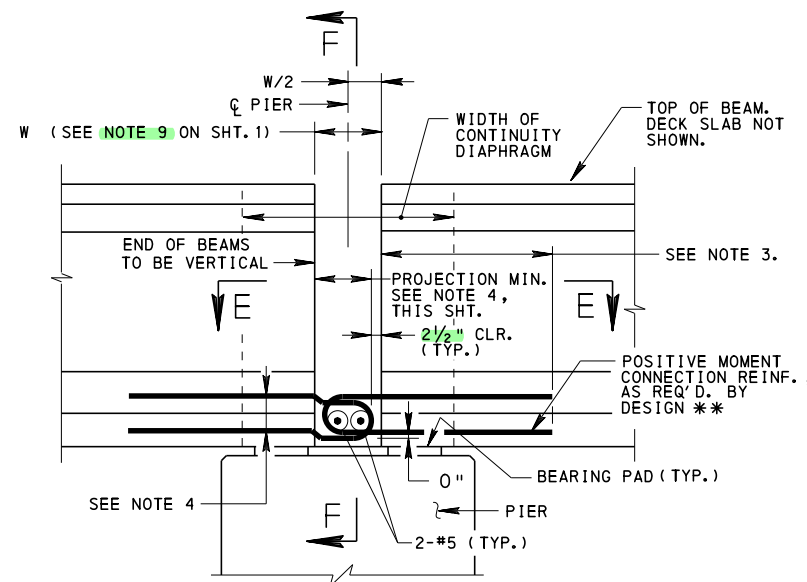 F
W/2
℄ PIER
W (SEE NOTE 9 ON SHT. 1)
WIDTH OF
CONTINUITY
DIAPHRAGM
TOP OF BEAM.
DECK SLAB NOT
SHOWN.
END OF BEAMS
TO BE VERTICAL
SEE NOTE 3.
PROJECTION MIN.
SEE NOTE 4,
THIS SHT.
E
E
2½" CLR.
(TYP.)
POSITIVE MOMENT
CONNECTION REINF.
AS REQ'D. BY
DESIGN **
BEARING PAD (TYP.)
0"
SEE NOTE 4
F
PIER
2-#5 (TYP.)